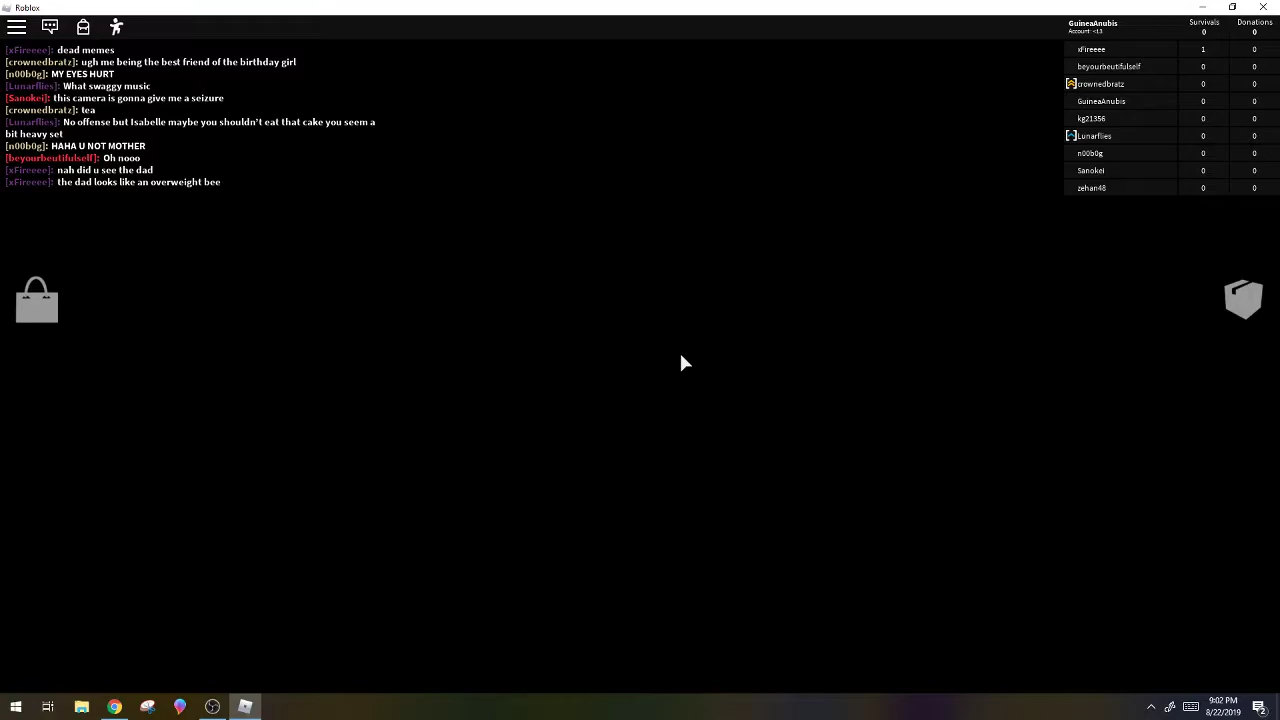 Roblox
[xFireeee]: dead memes
[crownedbratz]: ugh me being the best friend of the birthday girl
[n00b0g]: MY EYES HURT
[Lunarflies]: What swaggy music
[Sanokei]: this camera is gonna give me a seizure
[crownedbratz]: tea
[Lunarflies]: No offense but Isabelle maybe you shouldn't eat that cake you seem a
bit heavy set
[n00b0g]: HAHA U NOT MOTHER
[beyourbeutifulself]: Oh nooo
[xFireeee]: nah did u see the dad
[xFireeee]: the dad looks like an overweight bee
GuineaAnubis Survivals Donations
Account: <13 0 0
xFireeee 1 0
beyourbeutifulself 0 0
crownedbratz 0 0
GuineaAnubis 0 0
kg21356 0 0
Lunarflies 0 0
n00b0g 0 0
Sanokei 0 0
zehan48 0 0
9:02 PM
8/22/2019
2